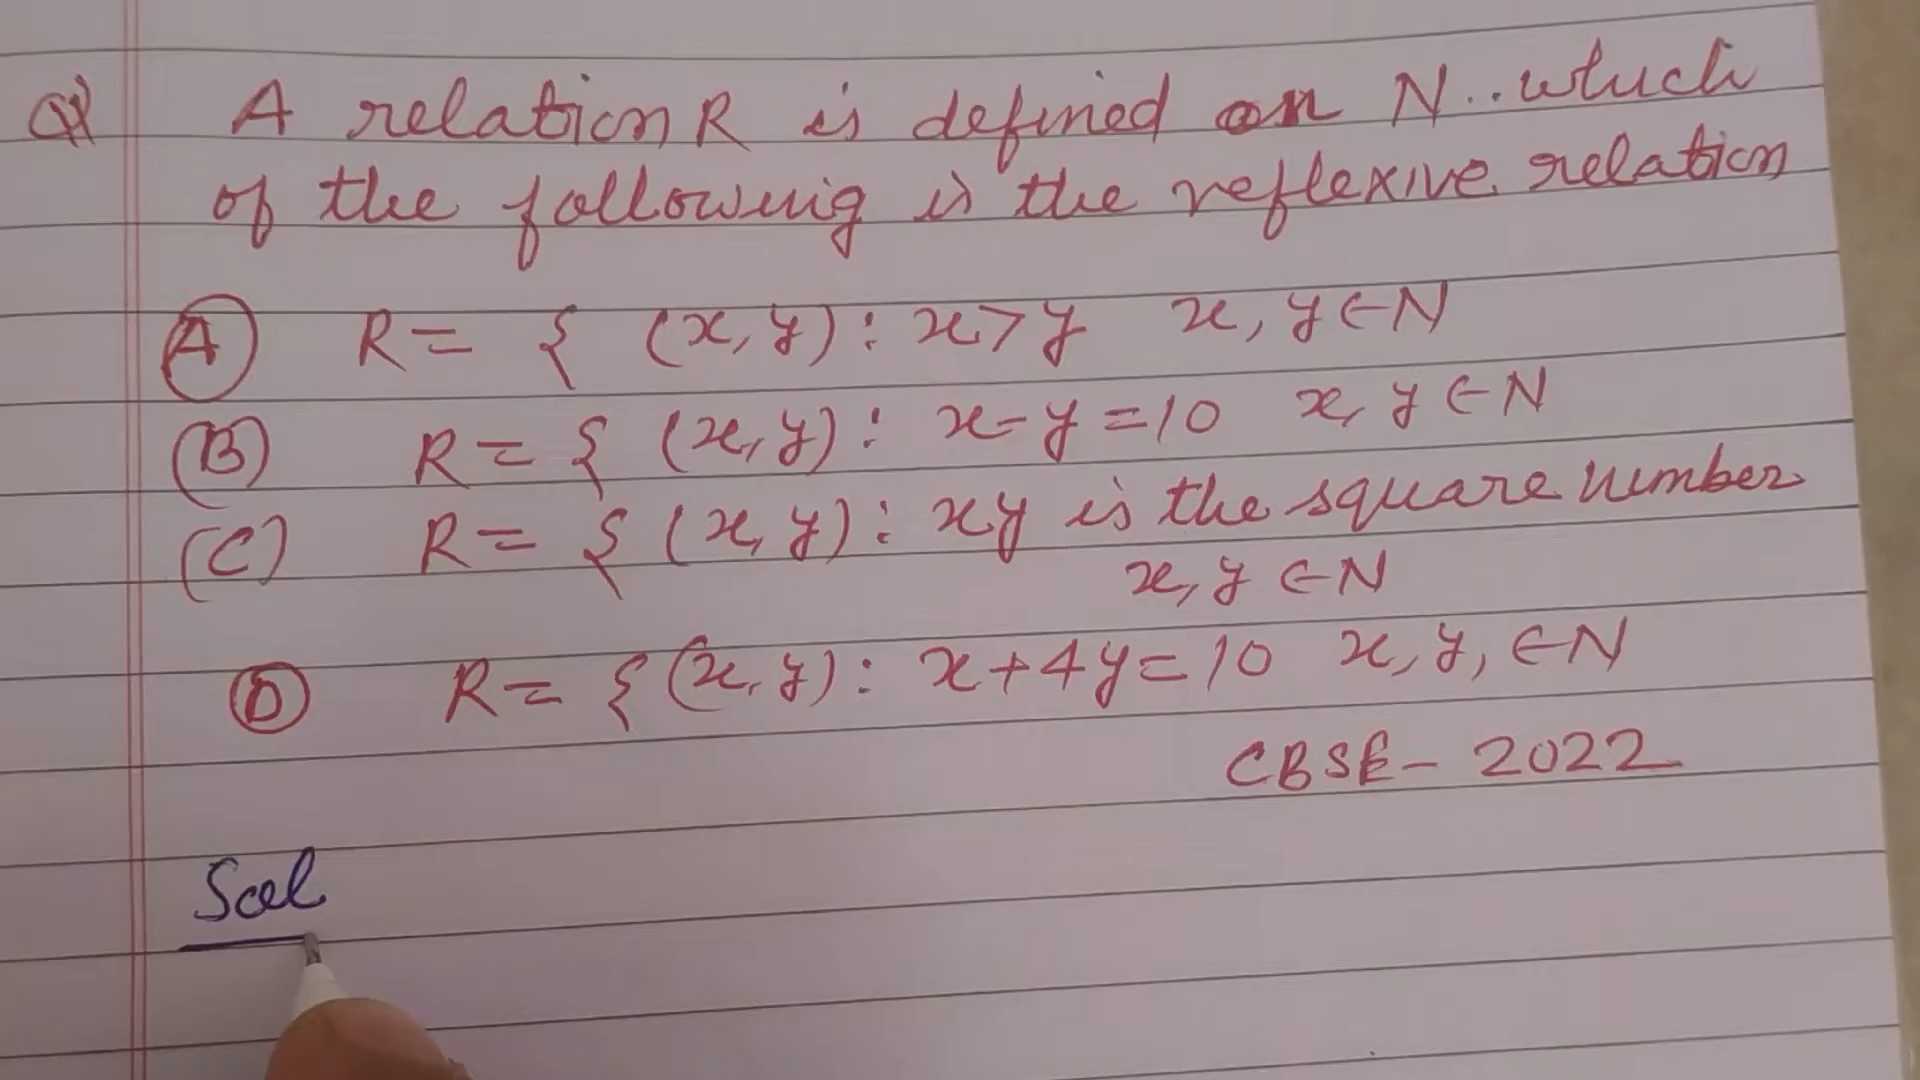 Q1 A relation R is defined on N.. which
of the following is the reflexive relation
(A) R = { (x, y) : x > y x, y ∈ N
(B) R = { (x, y) : x - y = 10 x, y ∈ N
(C) R = { (x, y) : xy is the square number
x, y ∈ N
(D) R = { (x, y) : x + 4y = 10 x, y, ∈ N
CBSE - 2022
Sol